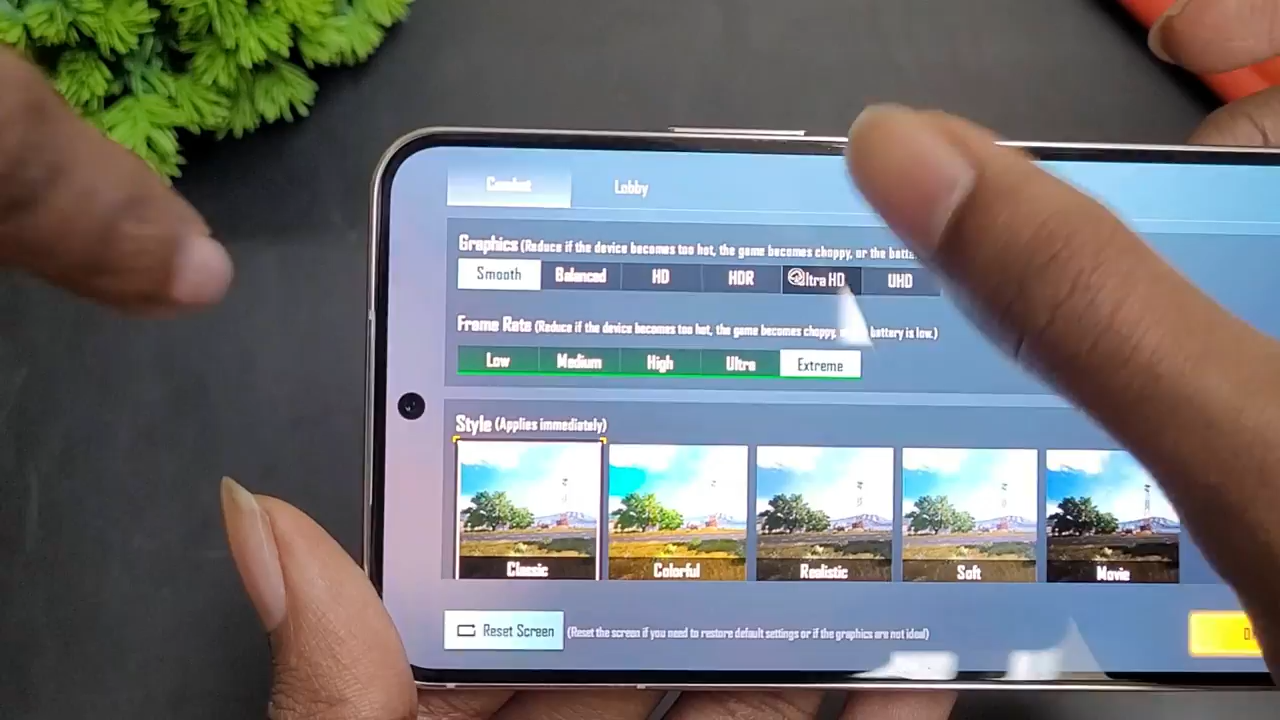 Combat Lobby
Graphics (Reduce if the device becomes too hot, the game becomes choppy, or the
Smooth Balanced HD HDR Ultra HD UHD
Frame Rate (Reduce if the device becomes too hot, the game becomes choppy, battery is low.)
Low Medium High Ultra Extreme
Style (Applies immediately)
Classic Colorful Realistic Soft Movie
Reset Screen (Reset the screen if you need to restore default settings or if the graphics are not ideal)